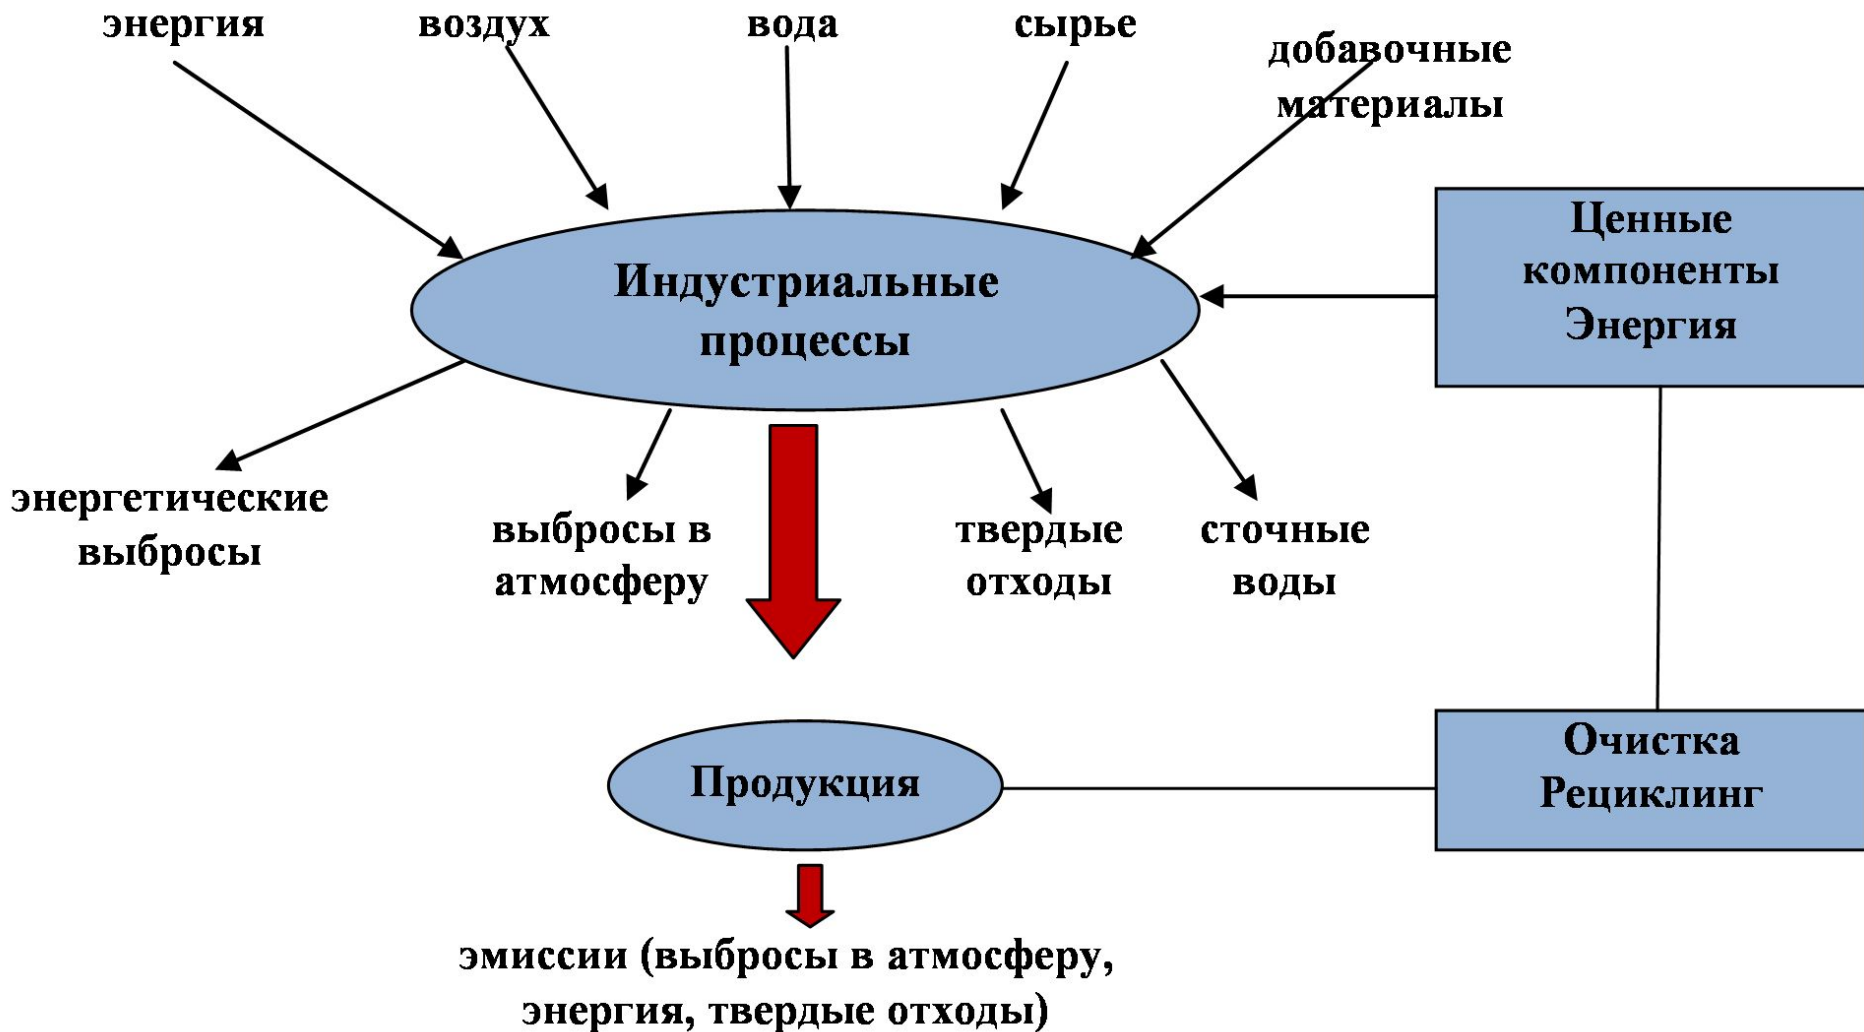 энергия
воздух
вода
сырье
добавочные
материалы
Ценные
компоненты
Энергия
Индустриальные
процессы
энергетические
выбросы
выбросы в
атмосферу
твердые
отходы
сточные
воды
Продукция
Очистка
Рециклинг
эмиссии (выбросы в атмосферу,
энергия, твердые отходы)